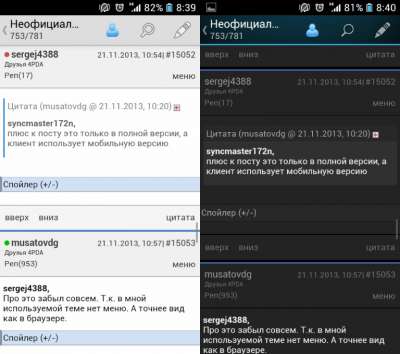 82% 8:39
Неофициал...
753/781
sergej4388
21.11.2013, 10:54 | #15052
Друзья 4PDA
Реп(17)
меню
Цитата (musatovdg @ 21.11.2013, 10:20)
syncmaster172n,
плюс к посту это только в полной версии, а
клиент использует мобильную версию
Спойлер (+/-)
вверх вниз цитата
musatovdg
21.11.2013, 10:57 | #15053
Друзья 4PDA
Реп(953)
меню
sergej4388,
Про это забыл совсем. Т.к. в мной
используемой теме нет меню. А точнее вид
как в браузере.
81% 8:40
Неофициал...
753/781
вверх вниз цитата
sergej4388
21.11.2013, 10:54 | #15052
Друзья 4PDA
Реп(17)
меню
Цитата (musatovdg @ 21.11.2013, 10:20)
syncmaster172n,
плюс к посту это только в полной версии, а
клиент использует мобильную версию
Спойлер (+/-)
вверх вниз цитата
musatovdg
21.11.2013, 10:57 | #15053
Друзья 4PDA
Реп(953)
меню
sergej4388,
Про это забыл совсем. Т.к. в мной
используемой теме нет меню. А точнее вид
как в браузере.